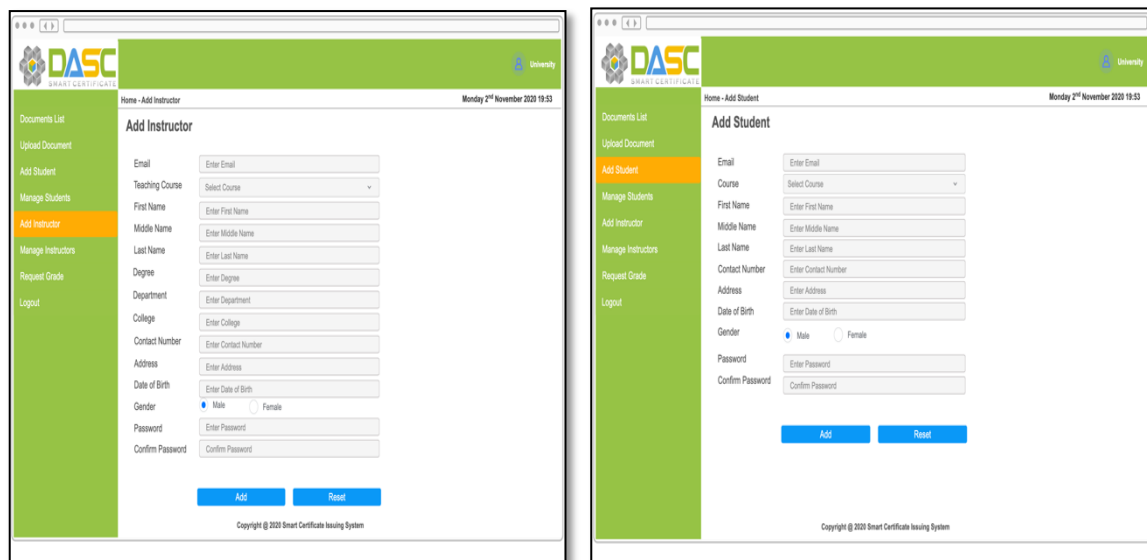 DASC
SMART CERTIFICATE
University
Home - Add Instructor
Monday 2nd November 2020 19:53
Documents List
Upload Document
Add Student
Manage Students
Add Instructor
Manage Instructors
Request Grade
Logout
Add Instructor
Email Enter Email
Teaching Course Select Course
First Name Enter First Name
Middle Name Enter Middle Name
Last Name Enter Last Name
Degree Enter Degree
Department Enter Department
College Enter College
Contact Number Enter Contact Number
Address Enter Address
Date of Birth Enter Date of Birth
Gender Male Female
Password Enter Password
Confirm Password Confirm Password
Add Reset
Copyright @ 2020 Smart Certificate Issuing System
DASC
SMART CERTIFICATE
University
Home - Add Student
Monday 2nd November 2020 19:53
Documents List
Upload Document
Add Student
Manage Students
Add Instructor
Manage Instructors
Request Grade
Logout
Add Student
Email Enter Email
Course Select Course
First Name Enter First Name
Middle Name Enter Middle Name
Last Name Enter Last Name
Contact Number Enter Contact Number
Address Enter Address
Date of Birth Enter Date of Birth
Gender Male Female
Password Enter Password
Confirm Password Confirm Password
Add Reset
Copyright @ 2020 Smart Certificate Issuing System